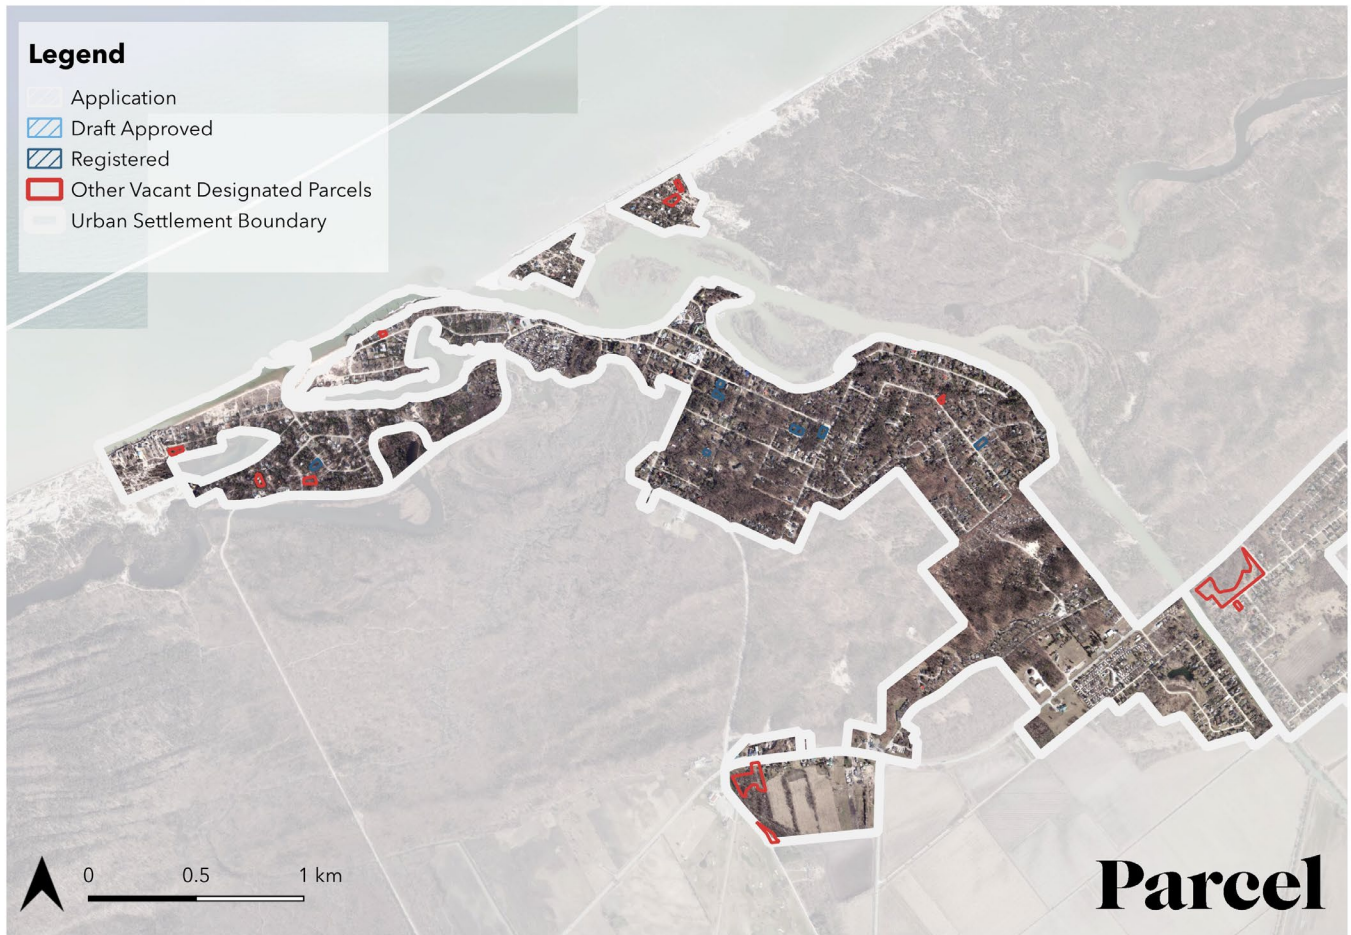 Legend
Application
Draft Approved
Registered
Other Vacant Designated Parcels
Urban Settlement Boundary
0 0.5 1 km
Parcel